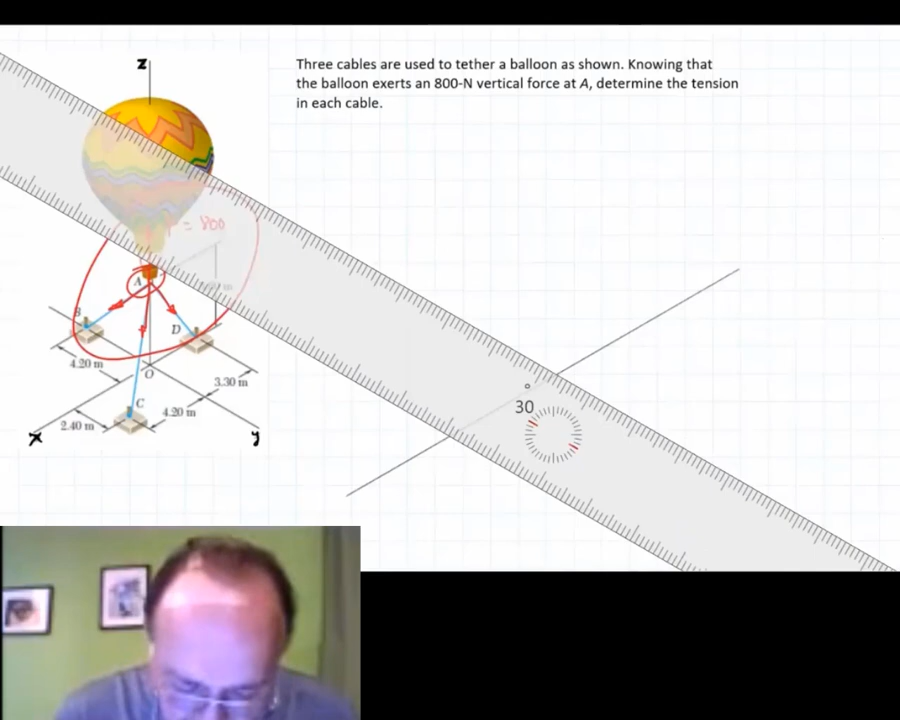 Z
Three cables are used to tether a balloon as shown. Knowing that
the balloon exerts an 800-N vertical force at A, determine the tension
in each cable.
= 800
A
B
D
4.20 m
O
3.30 m
C
4.20 m
2.40 m
x
y
30
°